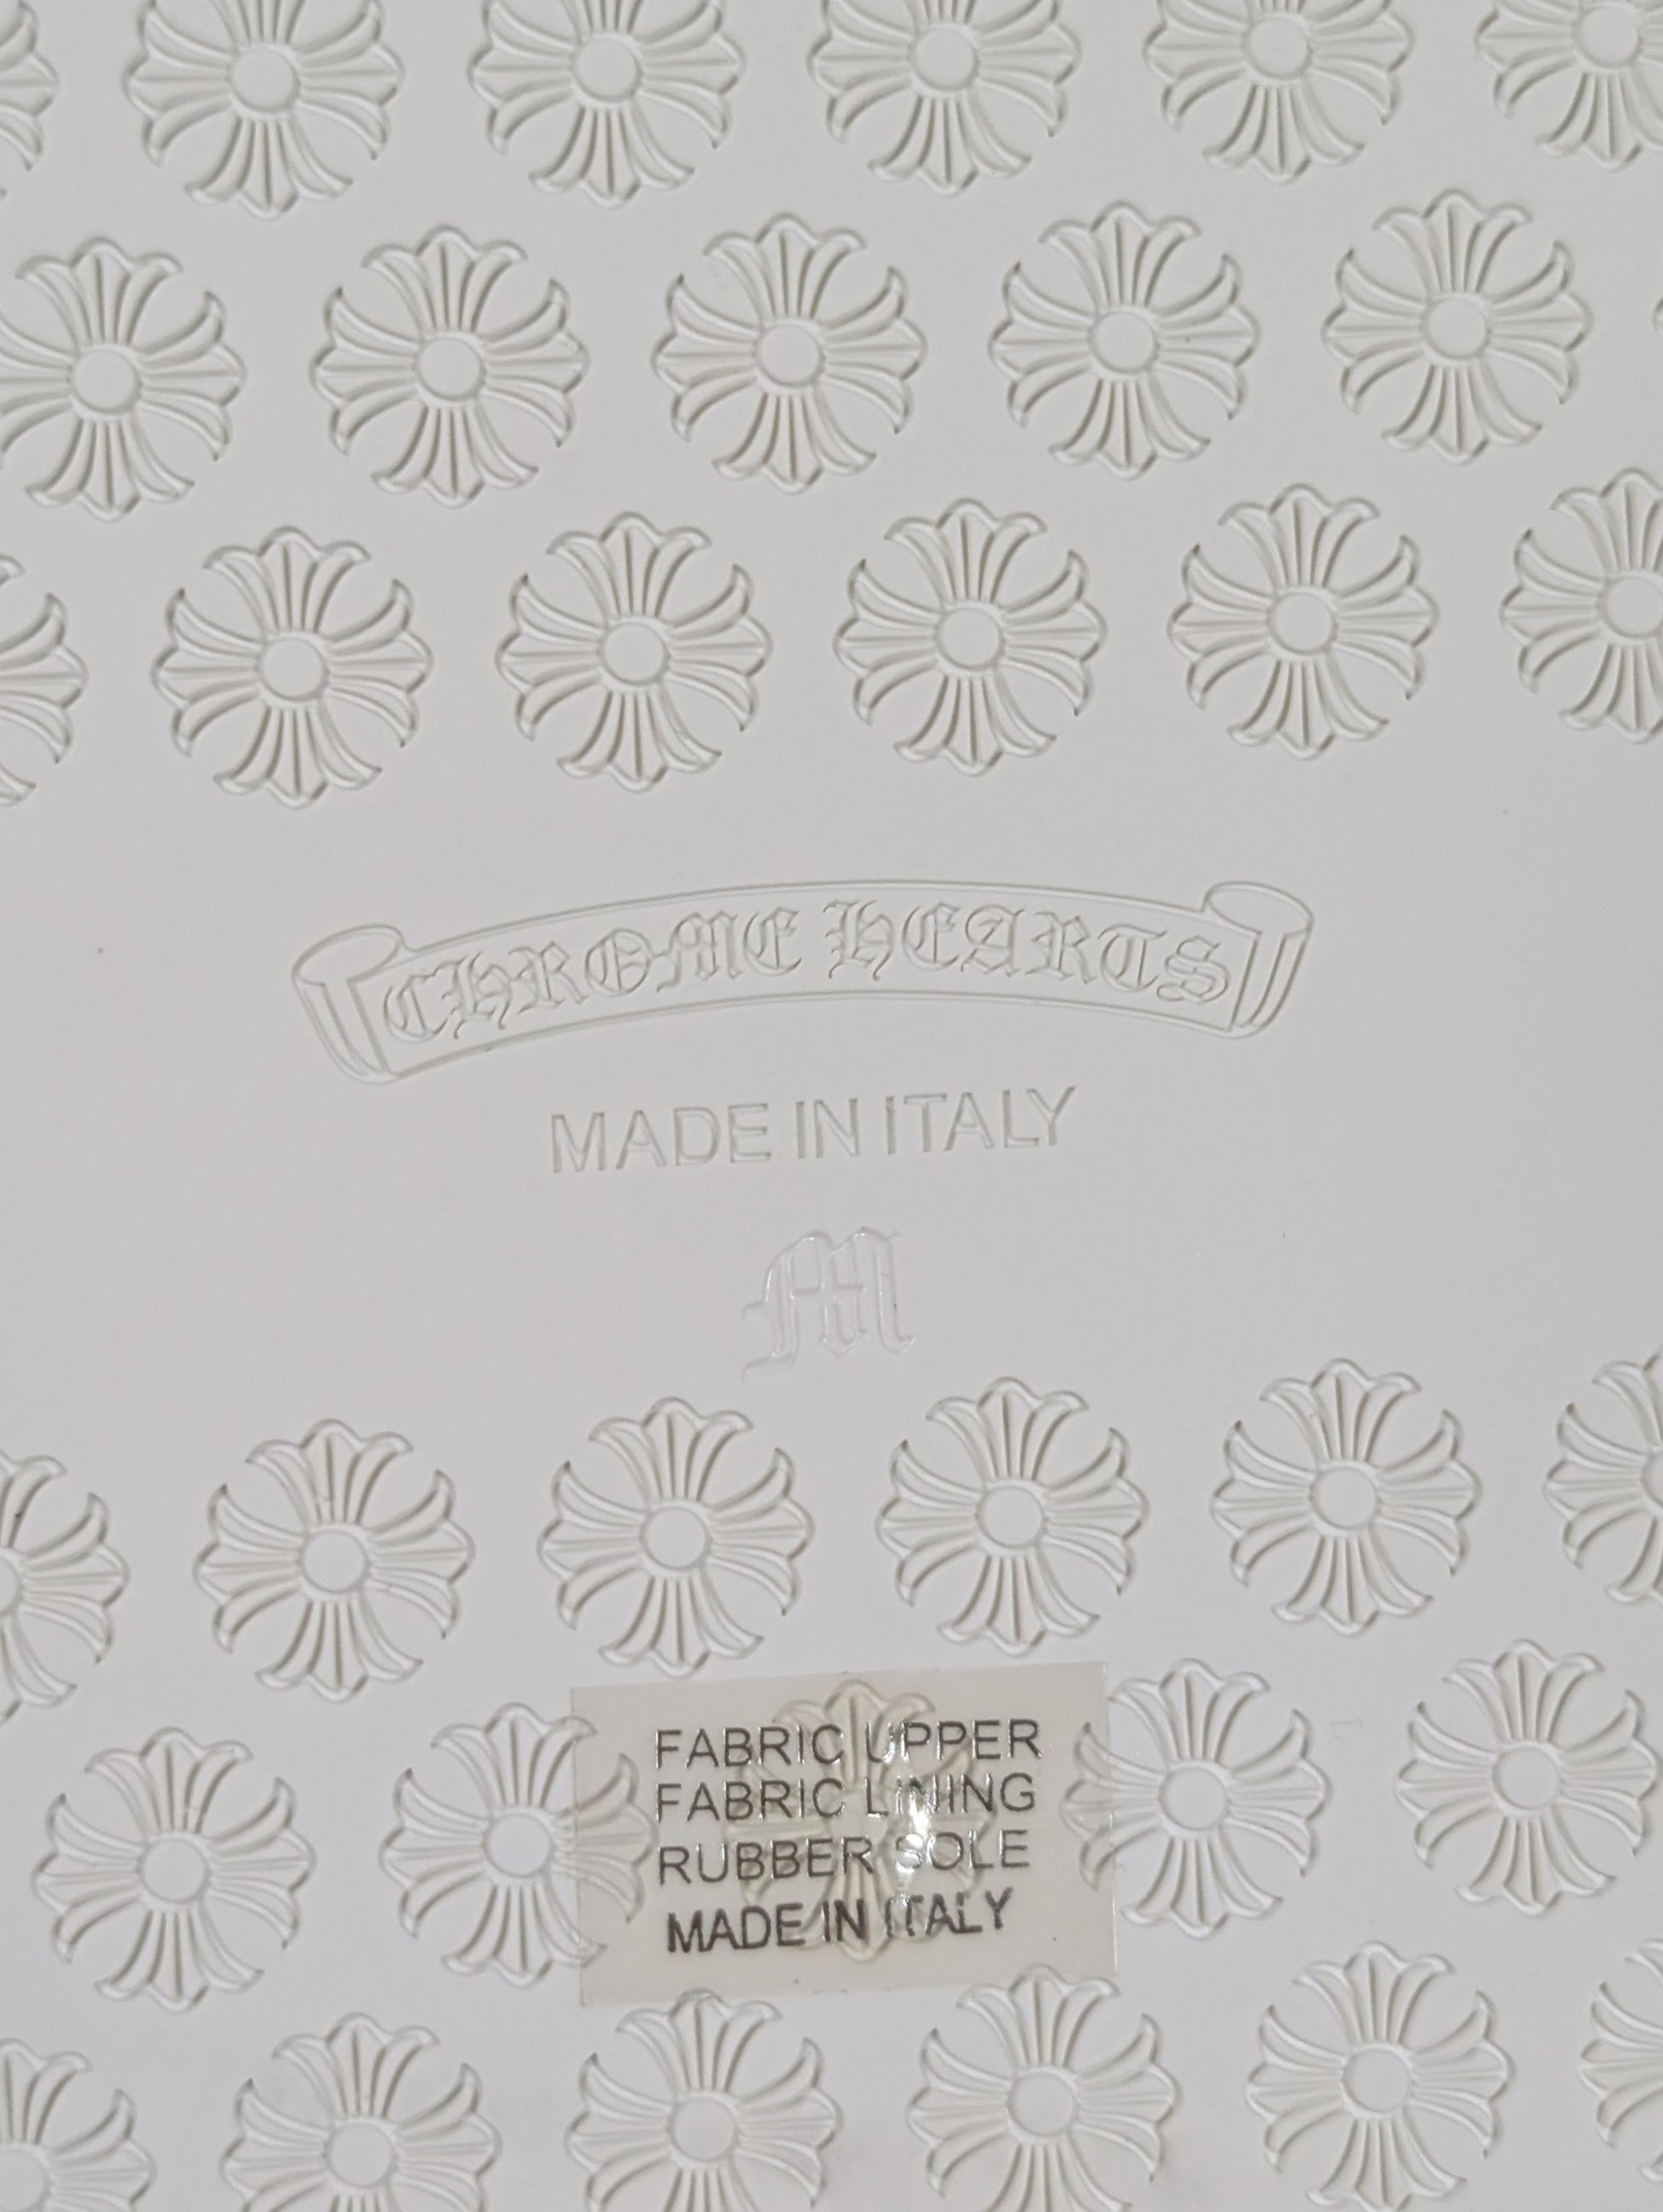 CHROME HEARTS
MADE IN ITALY
M
FABRIC UPPER
FABRIC LINING
RUBBER SOLE
MADE IN ITALY